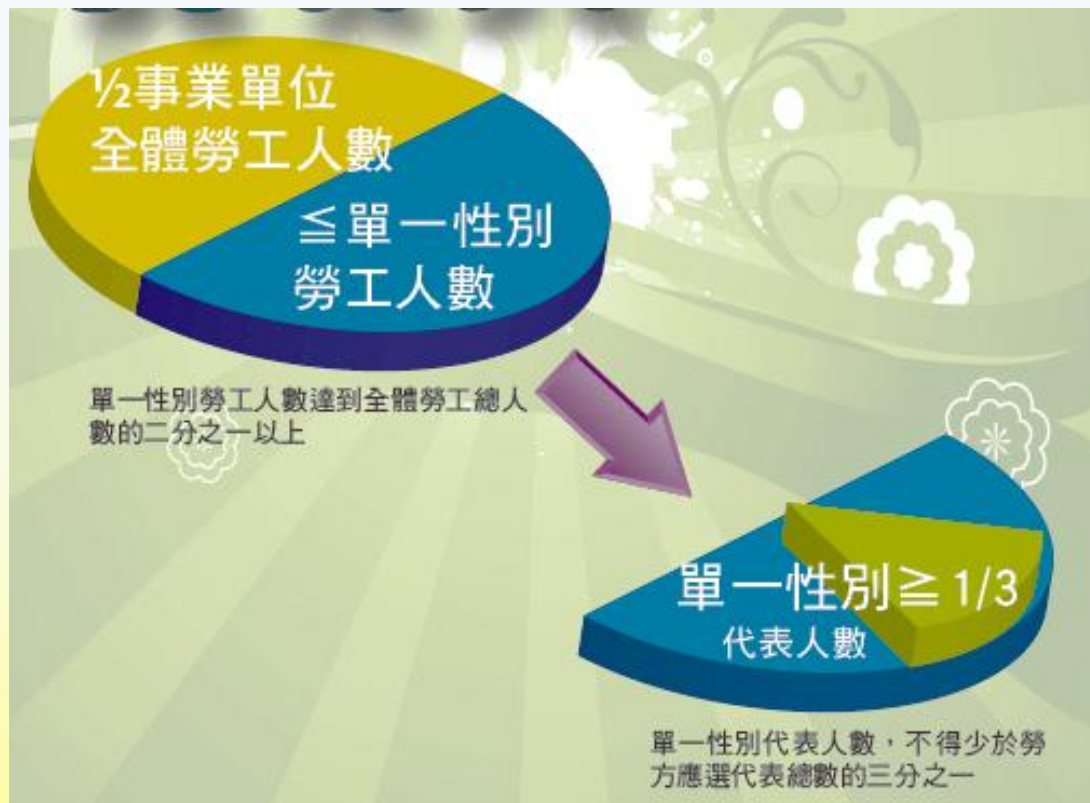 ½事業單位
全體勞工人數
≦單一性別
勞工人數
單一性別勞工人數達到全體勞工總人
數的二分之一以上
單一性別≧1/3
代表人數
單一性別代表人數，不得少於勞
方應選代表總數的三分之一